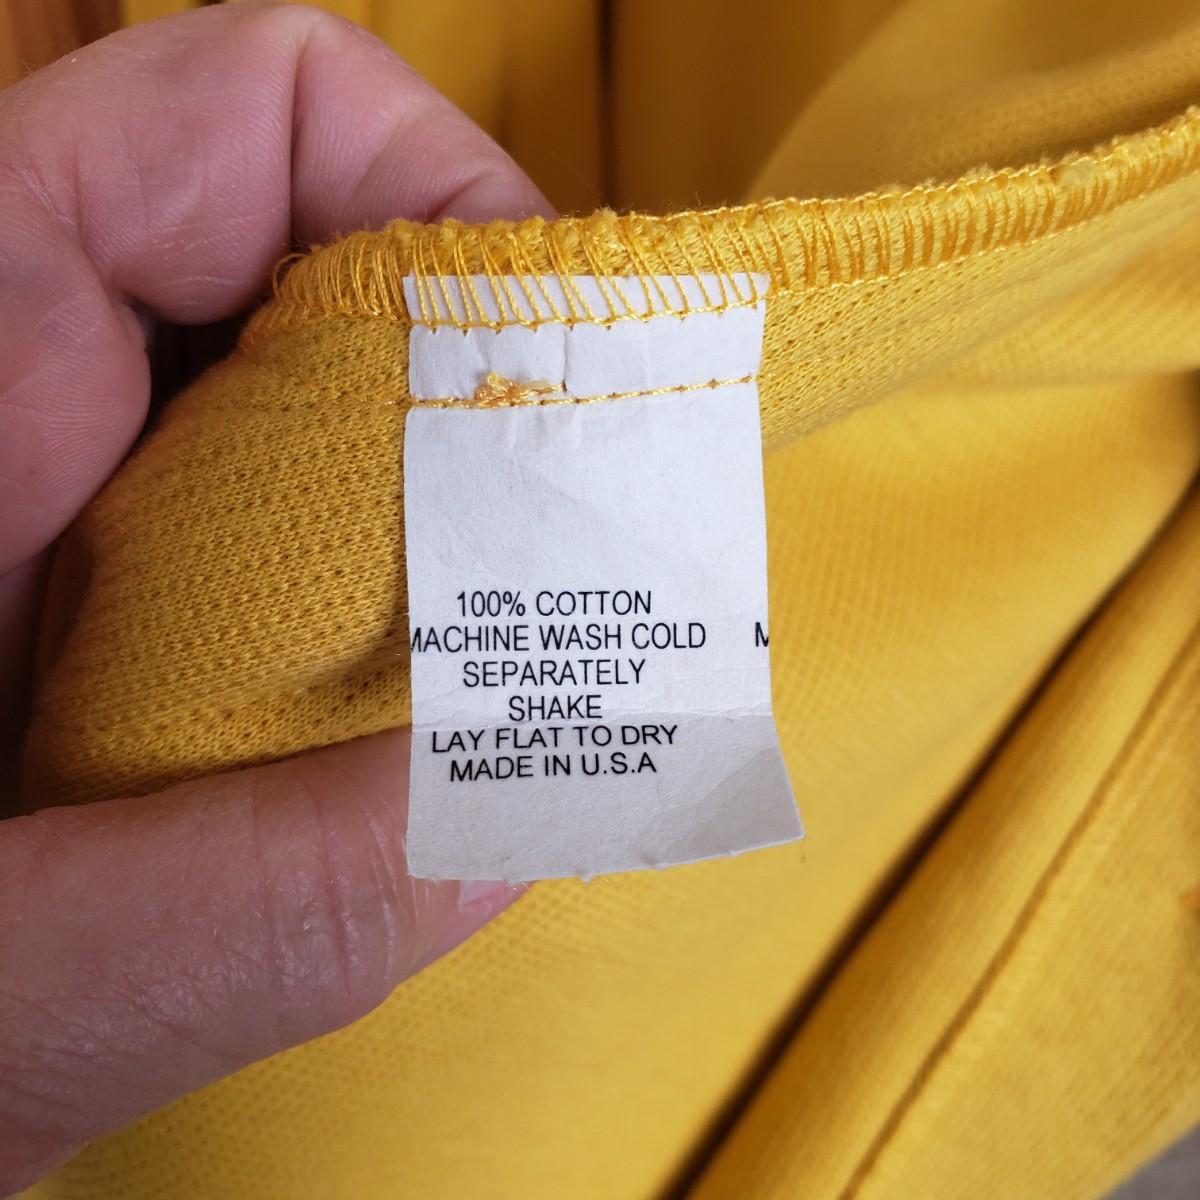 100% COTTON
MACHINE WASH COLD M
SEPARATELY
SHAKE
LAY FLAT TO DRY
MADE IN U.S.A